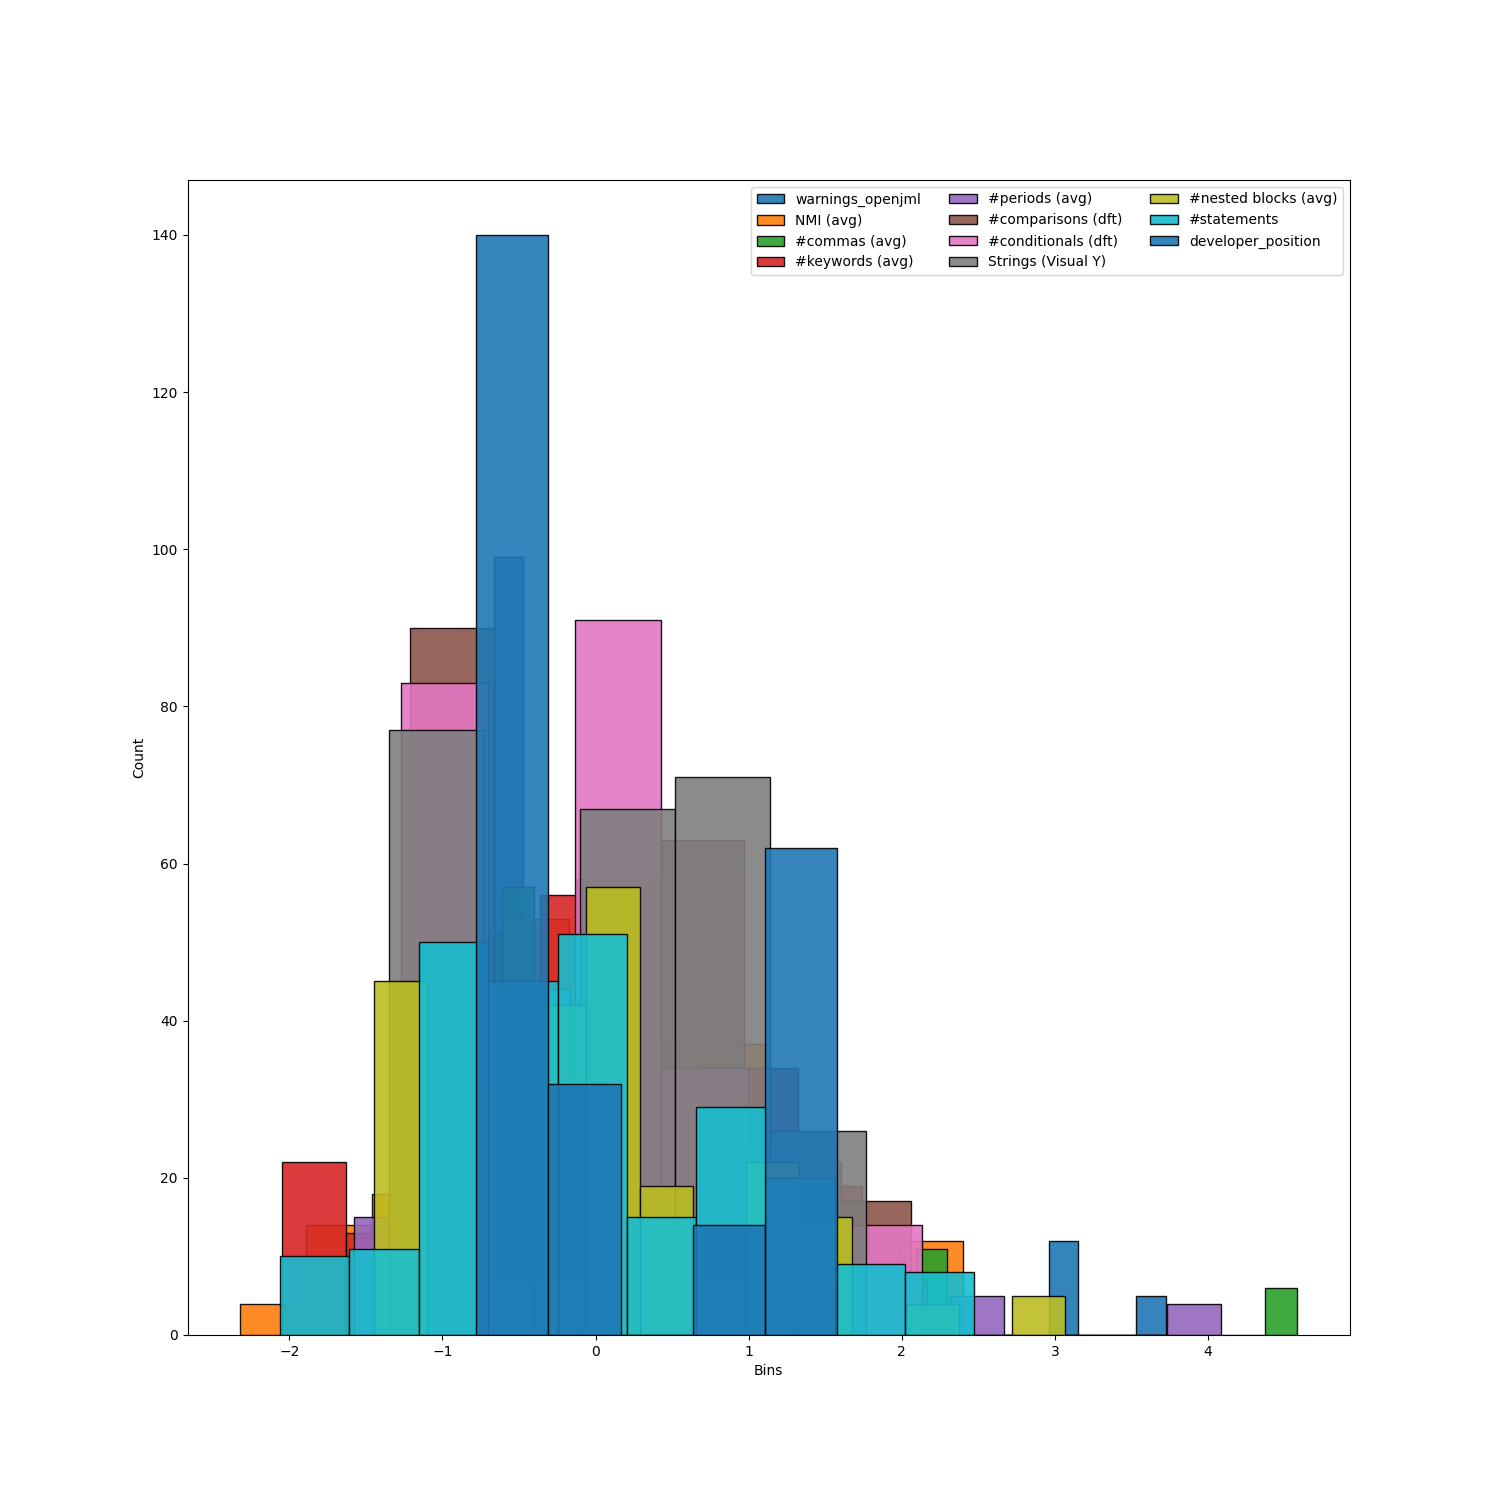 warnings_openjml
NMI (avg)
#commas (avg)
#keywords (avg)
#periods (avg)
#comparisons (dft)
#conditionals (dft)
Strings (Visual Y)
#nested blocks (avg)
#statements
developer_position
140
120
100
80
60
40
20
0
Count
−2 −1 0 1 2 3 4
Bins